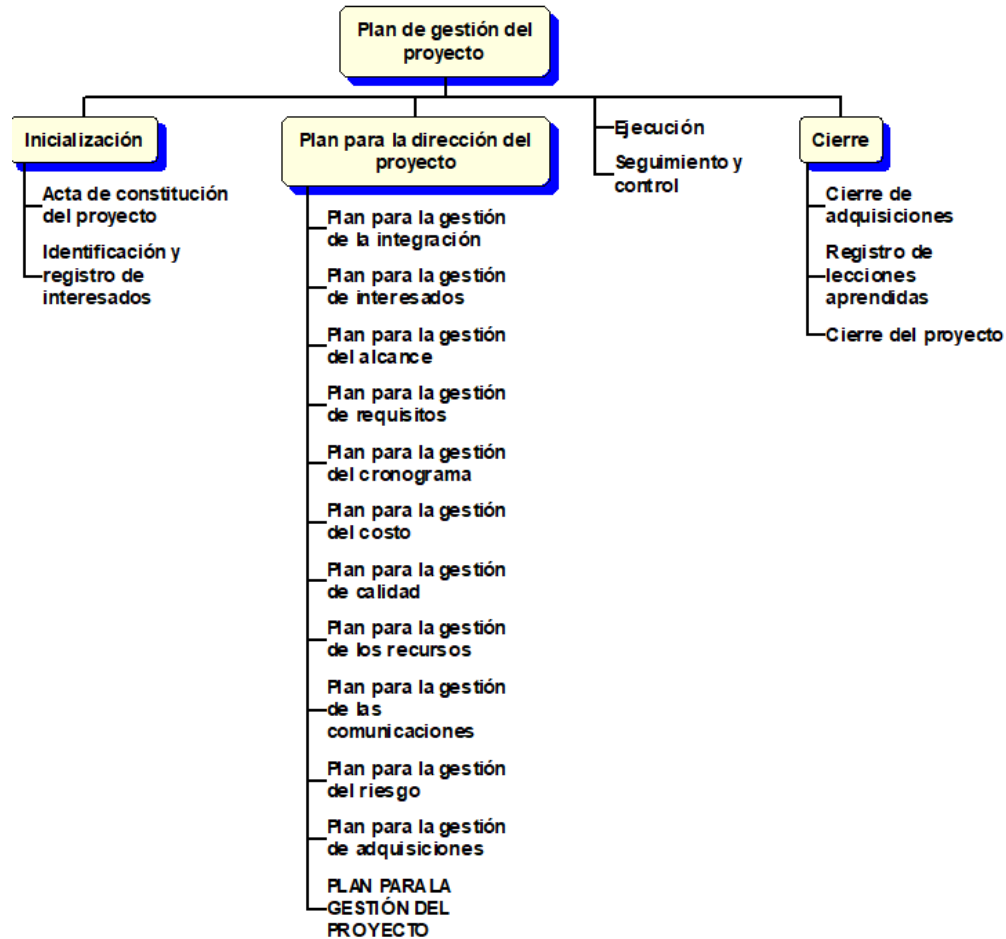 Plan de gestión del
proyecto
Inicialización
Acta de constitución
del proyecto
Identificación y
registro de
interesados
Plan para la dirección del
proyecto
Plan para la gestión
de la integración
Plan para la gestión
de interesados
Plan para la gestión
del alcance
Plan para la gestión
de requisitos
Plan para la gestión
del cronograma
Plan para la gestión
del costo
Plan para la gestión
de calidad
Plan para la gestión
de los recursos
Plan para la gestión
de las
comunicaciones
Plan para la gestión
del riesgo
Plan para la gestión
de adquisiciones
PLAN PARA LA
GESTIÓN DEL
PROYECTO
Ejecución
Seguimiento y
control
Cierre
Cierre de
adquisiciones
Registro de
lecciones
aprendidas
Cierre del proyecto